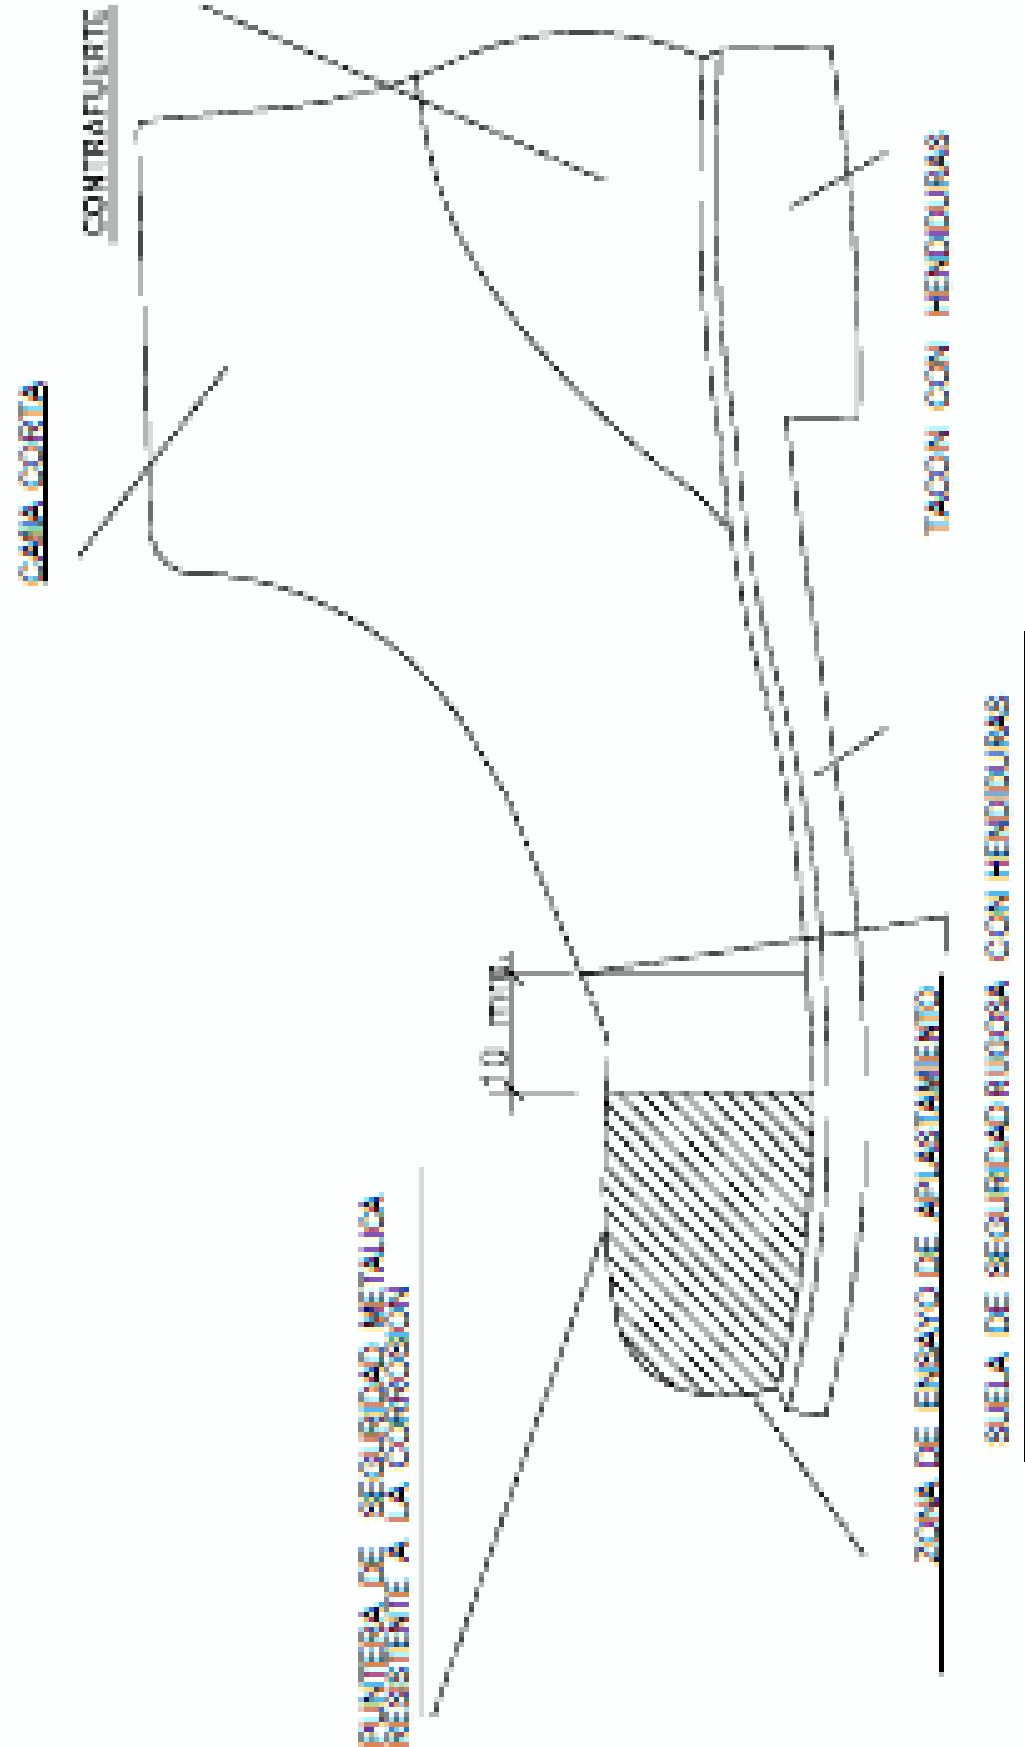 CONTRAFUERTE
CAÑA CORTA
TACON CON HENDIDURAS
10 mm
PUNTERA DE SEGURIDAD METALICA
RESISTENTE A LA CORROSION
ZONA DE ENSAYO DE APLASTAMIENTO
SUELA DE SEGURIDAD RUGOSA CON HENDIDURAS